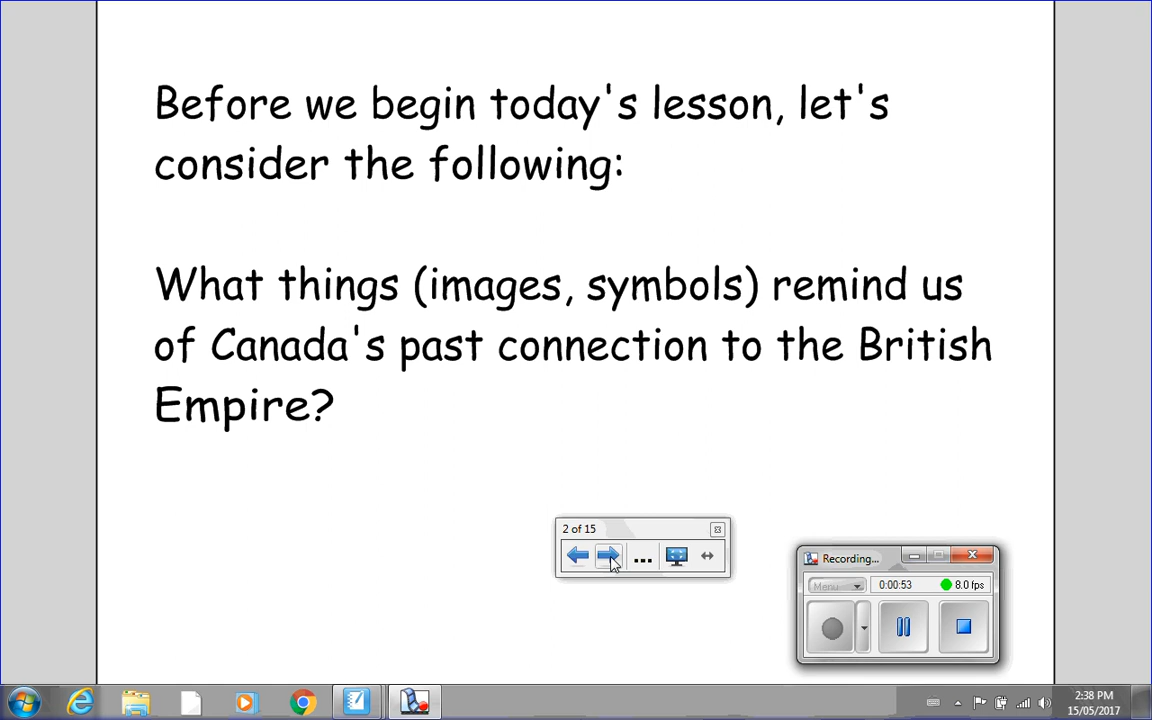 Before we begin today's lesson, let's
consider the following:
What things (images, symbols) remind us
of Canada's past connection to the British
Empire?
2 of 15
...
Recording...
Menu
0:00:53
8.0 fps
2:38 PM
15/05/2017